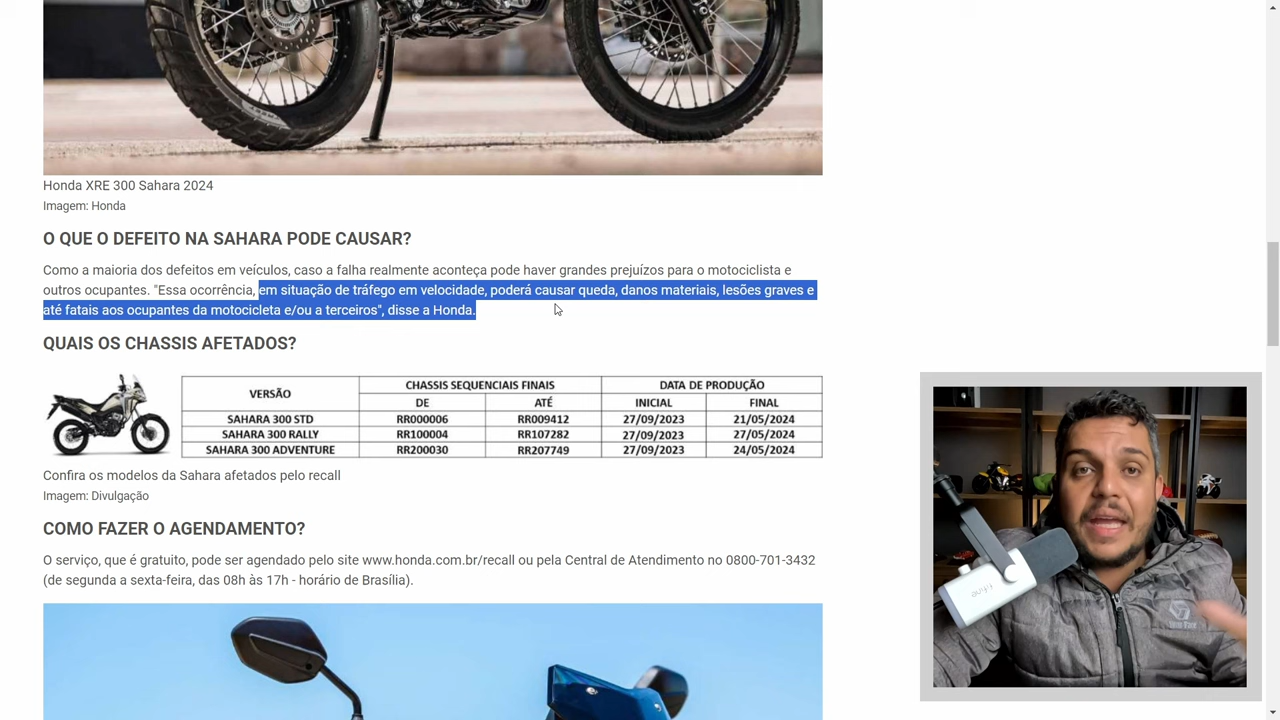 Honda XRE 300 Sahara 2024
Imagem: Honda
O QUE O DEFEITO NA SAHARA PODE CAUSAR?
Como a maioria dos defeitos em veículos, caso a falha realmente aconteça pode haver grandes prejuízos para o motociclista e
outros ocupantes. "Essa ocorrência, em situação de tráfego em velocidade, poderá causar queda, danos materiais, lesões graves e
até fatais aos ocupantes da motocicleta e/ou a terceiros", disse a Honda.
QUAIS OS CHASSIS AFETADOS?
VERSÃO CHASSIS SEQUENCIAIS FINAIS DATA DE PRODUÇÃO
DE ATÉ INICIAL FINAL
SAHARA 300 STD RR000006 RR009412 27/09/2023 21/05/2024
SAHARA 300 RALLY RR100004 RR107282 27/09/2023 27/05/2024
SAHARA 300 ADVENTURE RR200030 RR207749 27/09/2023 24/05/2024
Confira os modelos da Sahara afetados pelo recall
Imagem: Divulgação
COMO FAZER O AGENDAMENTO?
O serviço, que é gratuito, pode ser agendado pelo site www.honda.com.br/recall ou pela Central de Atendimento no 0800-701-3432
(de segunda a sexta-feira, das 08h às 17h - horário de Brasília).